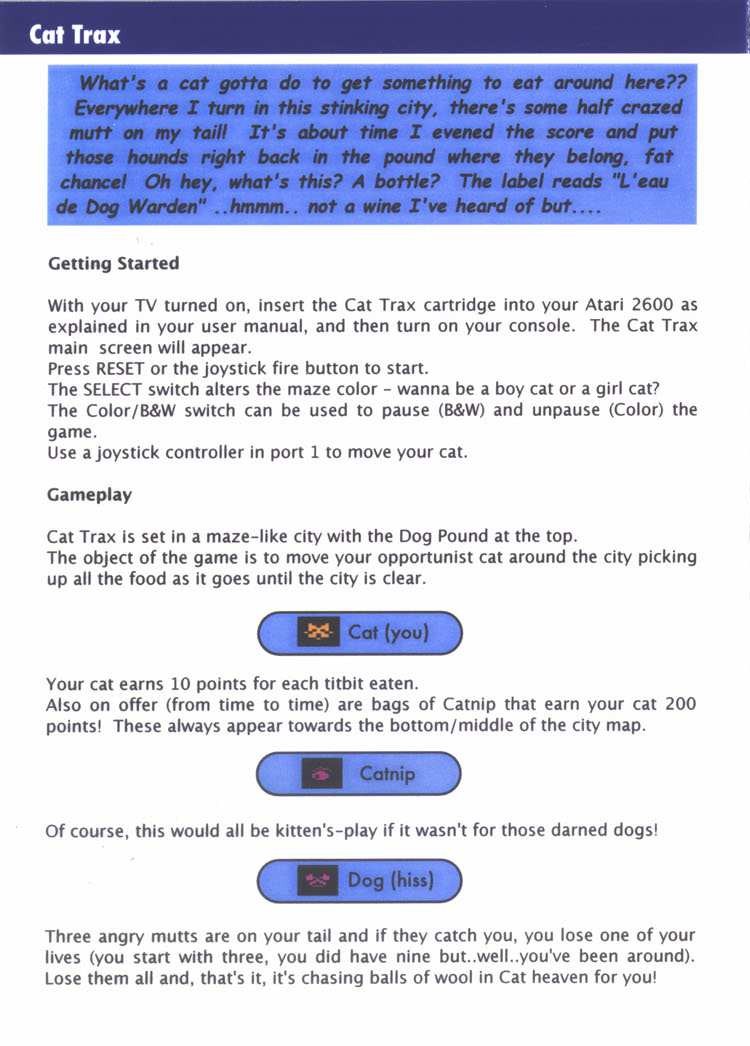 Cat Trax
What's a cat gotta do to get something to eat around here??
Everywhere I turn in this stinking city, there's some half crazed
mutt on my tail! It's about time I evened the score and put
those hounds right back in the pound where they belong, fat
chance! Oh hey, what's this? A bottle? The label reads "L'eau
de Dog Warden" ..hmmm.. not a wine I've heard of but....
Getting Started
With your TV turned on, insert the Cat Trax cartridge into your Atari 2600 as
explained in your user manual, and then turn on your console. The Cat Trax
main screen will appear.
Press RESET or the joystick fire button to start.
The SELECT switch alters the maze color – wanna be a boy cat or a girl cat?
The Color/B&W switch can be used to pause (B&W) and unpause (Color) the
game.
Use a joystick controller in port 1 to move your cat.
Gameplay
Cat Trax is set in a maze-like city with the Dog Pound at the top.
The object of the game is to move your opportunist cat around the city picking
up all the food as it goes until the city is clear.
Cat (you)
Your cat earns 10 points for each titbit eaten.
Also on offer (from time to time) are bags of Catnip that earn your cat 200
points! These always appear towards the bottom/middle of the city map.
Catnip
Of course, this would all be kitten's-play if it wasn't for those darned dogs!
Dog (hiss)
Three angry mutts are on your tail and if they catch you, you lose one of your
lives (you start with three, you did have nine but..well..you've been around).
Lose them all and, that's it, it's chasing balls of wool in Cat heaven for you!